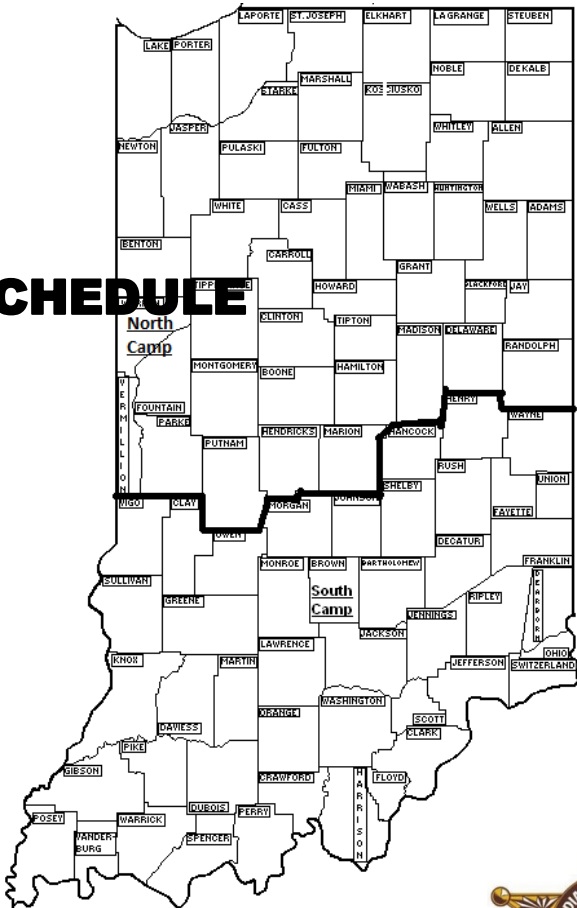 LAPORTE ST. JOSEPH ELKHART LAGRANGE STEUBEN
LAKE PORTER
NOBLE DEKALB
MARSHALL
STARKE KOSCIUSKO
JASPER WHITLEY ALLEN
NEWTON PULASKI FULTON
MIAMI WABASH HUNTINGTON
WHITE CASS WELLS ADAMS
BENTON
CARROLL
GRANT
HOWARD BLACKFORD JAY
CHEDULE
CLINTON TIPTON
North
Camp
MADISON DELAWARE
RANDOLPH
MONTGOMERY BOONE HAMILTON
VERMILLION
FOUNTAIN
HENRY
WAYNE
PARKE
HENDRICKS MARION HANCOCK
PUTNAM
RUSH
UNION
SHELBY
VIGO CLAY MORGAN JOHNSON
FAYETTE
OWEN
DECATUR
MONROE BROWN BARTHOLOMEW FRANKLIN
DEARBORN
SULLIVAN
South
Camp
GREENE
RIPLEY
JENNINGS
JACKSON
LAWRENCE
OHIO
KNOX MARTIN JEFFERSON SWITZERLAND
WASHINGTON
ORANGE
SCOTT
DAVIESS
CLARK
PIKE
GIBSON
CRAWFORD HARRISON FLOYD
DUBOIS PERRY
POSEY WARRICK
VANDER-
BURG
SPENCER